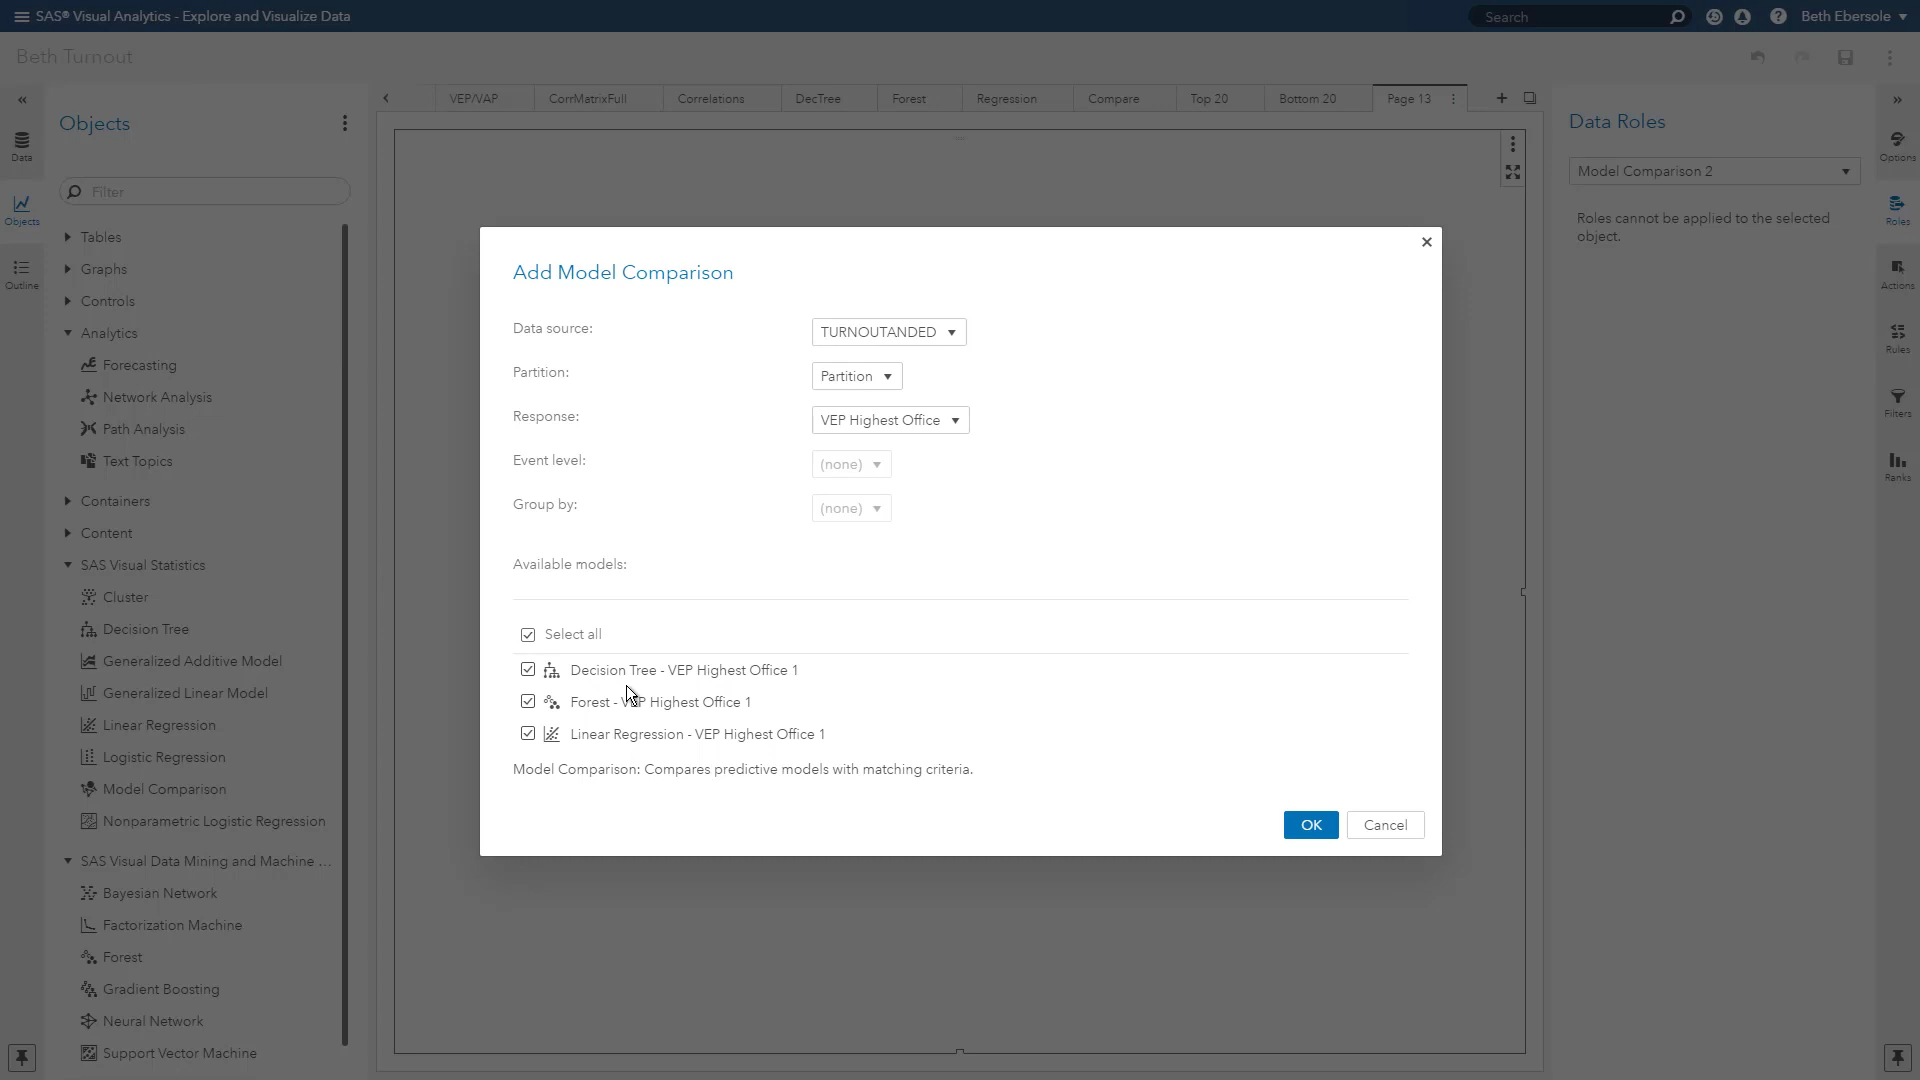 SAS® Visual Analytics - Explore and Visualize Data
Search
Beth Ebersole
Beth Turnout
VEP/VAP
CorrMatrixFull
Correlations
DecTree
Forest
Regression
Compare
Top 20
Bottom 20
Page 13
Data
Objects
Outline
Objects
Filter
Tables
Graphs
Controls
Analytics
Forecasting
Network Analysis
Path Analysis
Text Topics
Containers
Content
SAS Visual Statistics
Cluster
Decision Tree
Generalized Additive Model
Generalized Linear Model
Linear Regression
Logistic Regression
Model Comparison
Nonparametric Logistic Regression
SAS Visual Data Mining and Machine ...
Bayesian Network
Factorization Machine
Forest
Gradient Boosting
Neural Network
Support Vector Machine
Add Model Comparison
Data source: TURNOUTANDED
Partition: Partition
Response: VEP Highest Office
Event level: (none)
Group by: (none)
Available models:
Select all
Decision Tree - VEP Highest Office 1
Forest - VEP Highest Office 1
Linear Regression - VEP Highest Office 1
Model Comparison: Compares predictive models with matching criteria.
OK
Cancel
Data Roles
Model Comparison 2
Roles cannot be applied to the selected
object.
Options
Roles
Actions
Rules
Filters
Ranks